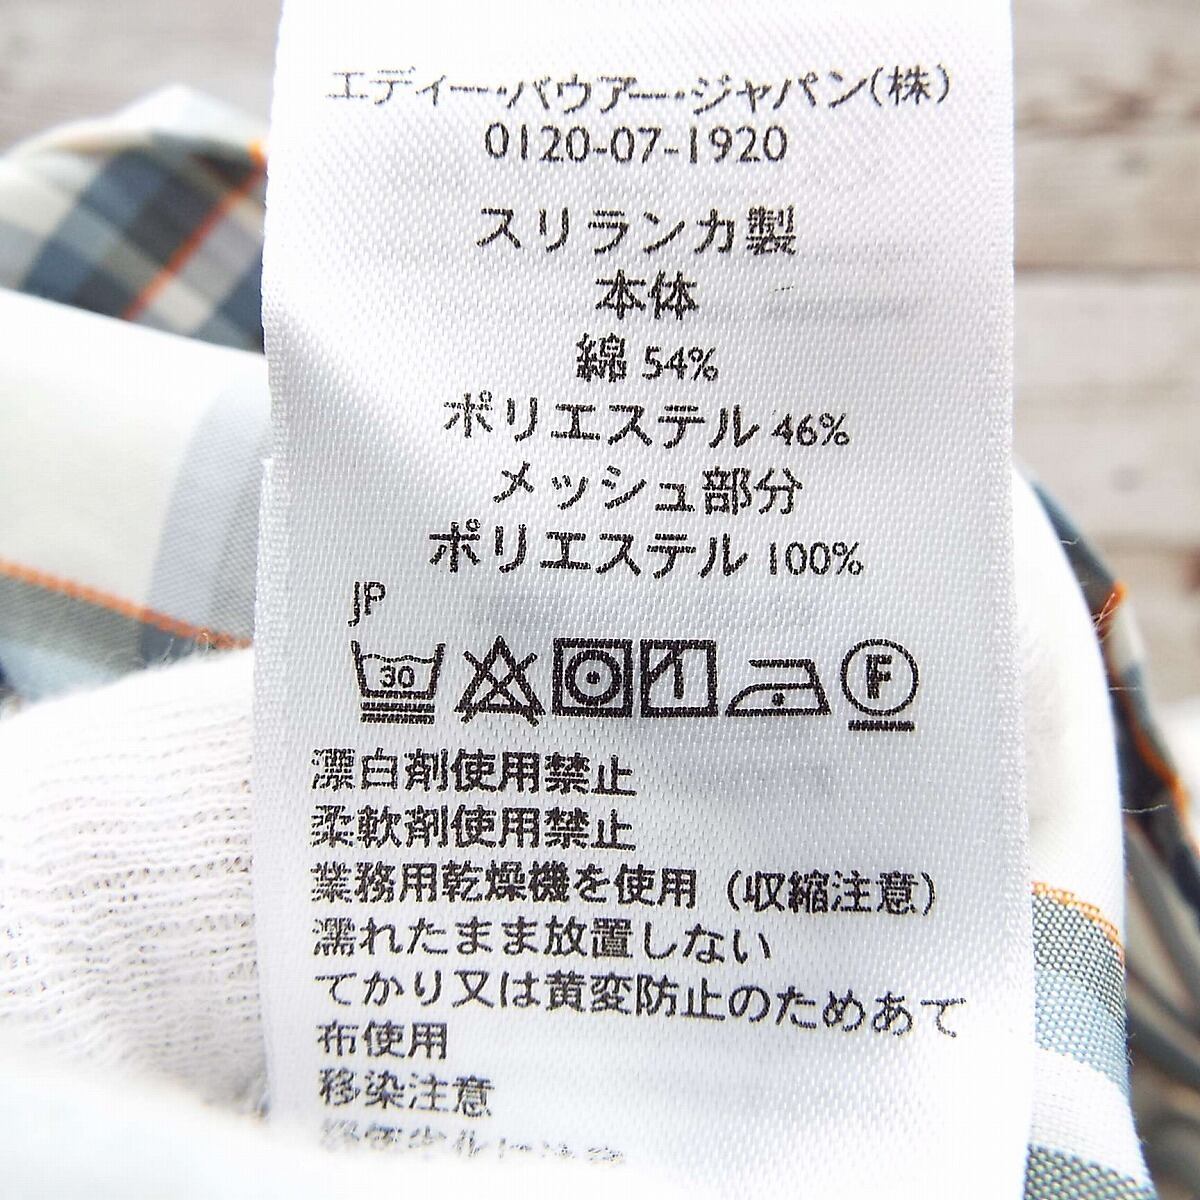 エディー・バウアー・ジャパン(株)
0120-07-1920
スリランカ製
本体
綿 54%
ポリエステル 46%
メッシュ部分
ポリエステル 100%
JP
30
F
漂白剤使用禁止
柔軟剤使用禁止
業務用乾燥機を使用（収縮注意）
濡れたまま放置しない
てかり又は黄変防止のためあて
布使用
移染注意